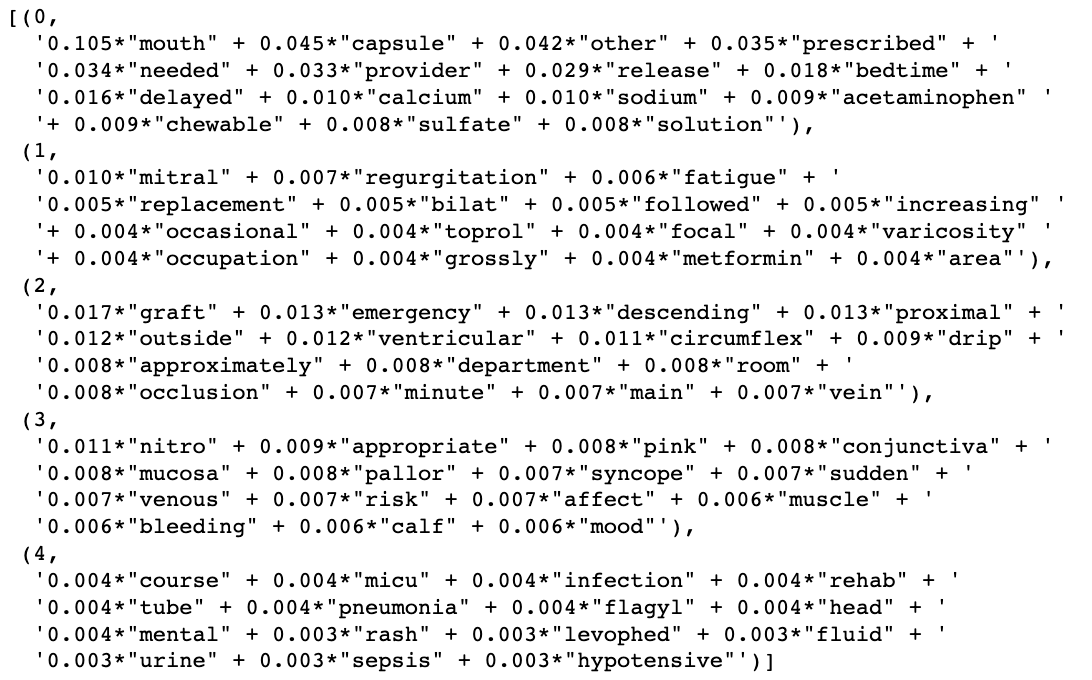 [(0,
'0.105*"mouth" + 0.045*"capsule" + 0.042*"other" + 0.035*"prescribed" + '
'0.034*"needed" + 0.033*"provider" + 0.029*"release" + 0.018*"bedtime" + '
'0.016*"delayed" + 0.010*"calcium" + 0.010*"sodium" + 0.009*"acetaminophen" '
'+ 0.009*"chewable" + 0.008*"sulfate" + 0.008*"solution"'),
(1,
'0.010*"mitral" + 0.007*"regurgitation" + 0.006*"fatigue" + '
'0.005*"replacement" + 0.005*"bilat" + 0.005*"followed" + 0.005*"increasing" '
'+ 0.004*"occasional" + 0.004*"toprol" + 0.004*"focal" + 0.004*"varicosity" '
'+ 0.004*"occupation" + 0.004*"grossly" + 0.004*"metformin" + 0.004*"area"'),
(2,
'0.017*"graft" + 0.013*"emergency" + 0.013*"descending" + 0.013*"proximal" + '
'0.012*"outside" + 0.012*"ventricular" + 0.011*"circumflex" + 0.009*"drip" + '
'0.008*"approximately" + 0.008*"department" + 0.008*"room" + '
'0.008*"occlusion" + 0.007*"minute" + 0.007*"main" + 0.007*"vein"'),
(3,
'0.011*"nitro" + 0.009*"appropriate" + 0.008*"pink" + 0.008*"conjunctiva" + '
'0.008*"mucosa" + 0.008*"pallor" + 0.007*"syncope" + 0.007*"sudden" + '
'0.007*"venous" + 0.007*"risk" + 0.007*"affect" + 0.006*"muscle" + '
'0.006*"bleeding" + 0.006*"calf" + 0.006*"mood"'),
(4,
'0.004*"course" + 0.004*"micu" + 0.004*"infection" + 0.004*"rehab" + '
'0.004*"tube" + 0.004*"pneumonia" + 0.004*"flagyl" + 0.004*"head" + '
'0.004*"mental" + 0.003*"rash" + 0.003*"levophed" + 0.003*"fluid" + '
'0.003*"urine" + 0.003*"sepsis" + 0.003*"hypotensive"')]